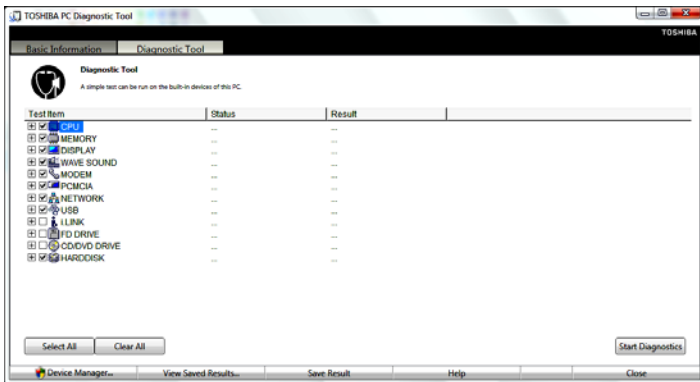 TOSHIBA PC Diagnostic Tool
TOSHIBA
Basic Information Diagnostic Tool
Diagnostic Tool
A simple test can be run on the built-in devices of this PC.
Test Item Status Result
CPU ... ...
MEMORY ... ...
DISPLAY ... ...
WAVE SOUND ... ...
MODEM ... ...
PCMCIA ... ...
NETWORK ... ...
USB ... ...
i.LINK ... ...
FD DRIVE ... ...
CD/DVD DRIVE ... ...
HARDDISK ... ...
Select All Clear All Start Diagnostics
Device Manager... View Saved Results... Save Result Help Close